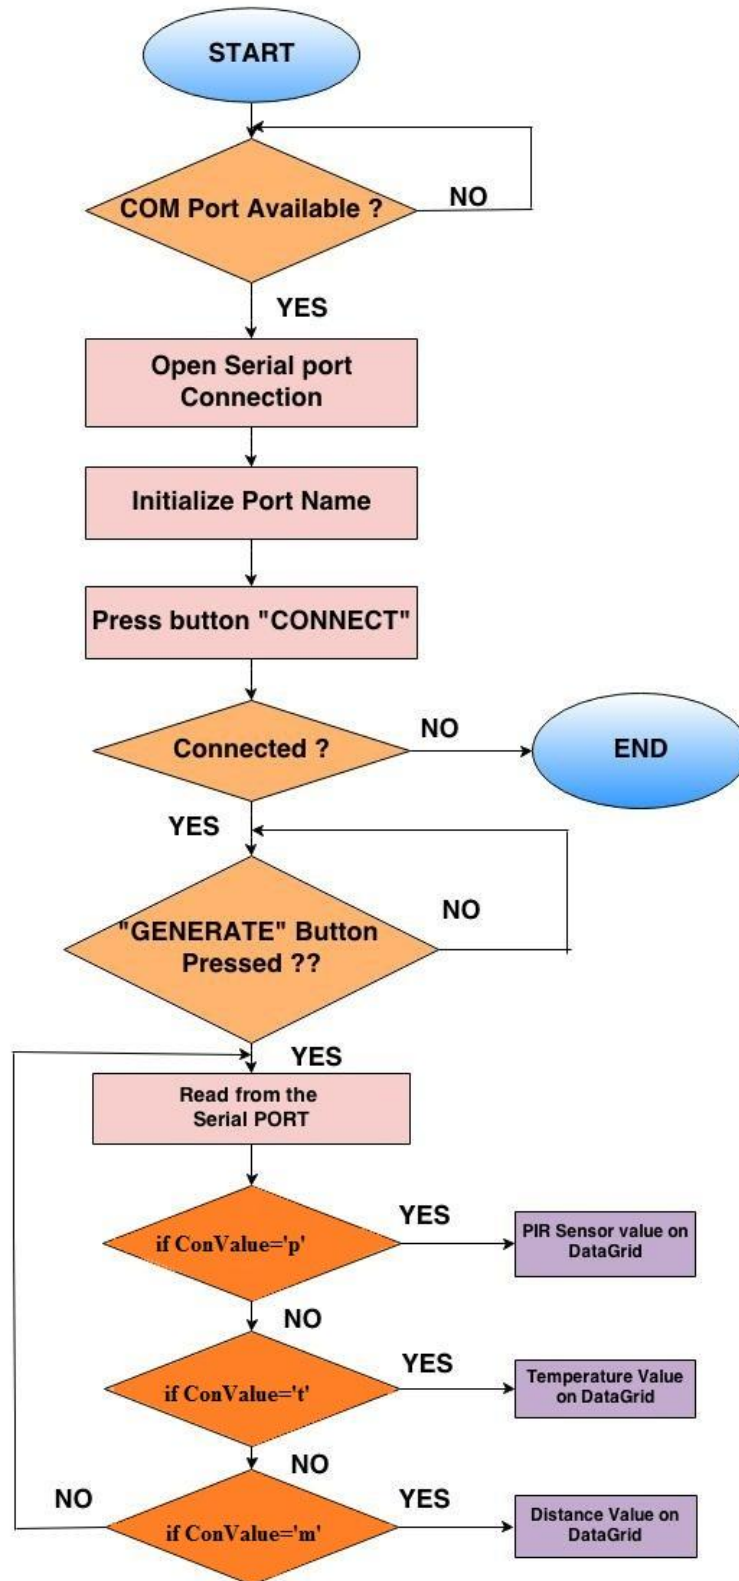 START
COM Port Available ?
NO
YES
Open Serial port
Connection
Initialize Port Name
Press button "CONNECT"
Connected ?
NO
END
YES
"GENERATE" Button
Pressed ??
NO
YES
Read from the
Serial PORT
if ConValue='p'
YES
PIR Sensor value on
DataGrid
NO
if ConValue='t'
YES
Temperature Value
on DataGrid
NO
NO
if ConValue='m'
YES
Distance Value on
DataGrid